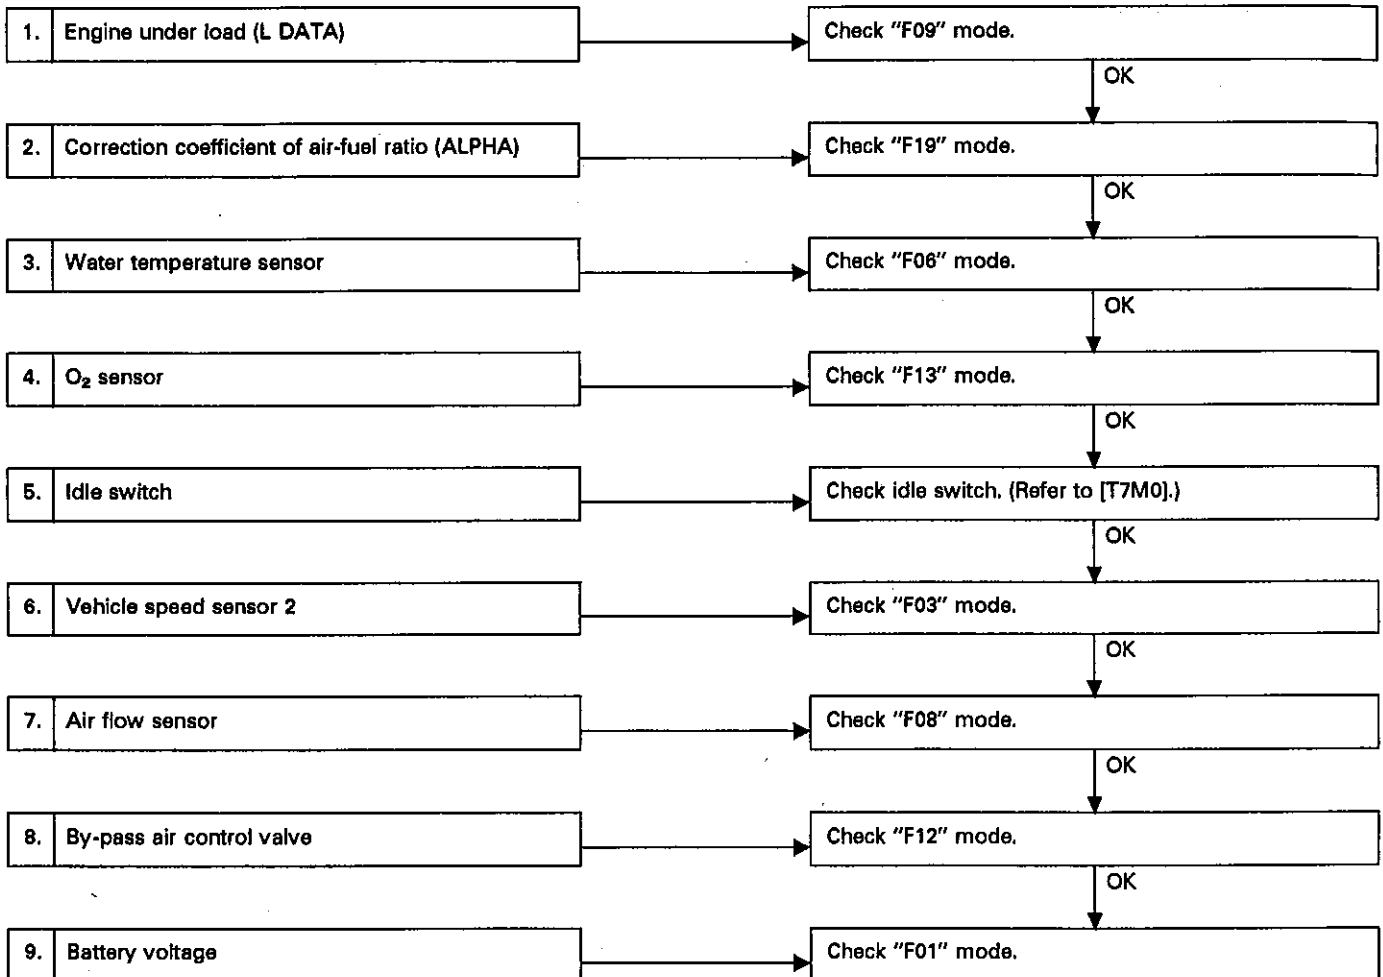 1. Engine under load (L DATA)
Check "F09" mode.
OK
2. Correction coefficient of air-fuel ratio (ALPHA)
Check "F19" mode.
OK
3. Water temperature sensor
Check "F06" mode.
OK
4. O₂ sensor
Check "F13" mode.
OK
5. Idle switch
Check idle switch. (Refer to [T7M0].)
OK
6. Vehicle speed sensor 2
Check "F03" mode.
OK
7. Air flow sensor
Check "F08" mode.
OK
8. By-pass air control valve
Check "F12" mode.
OK
9. Battery voltage
Check "F01" mode.